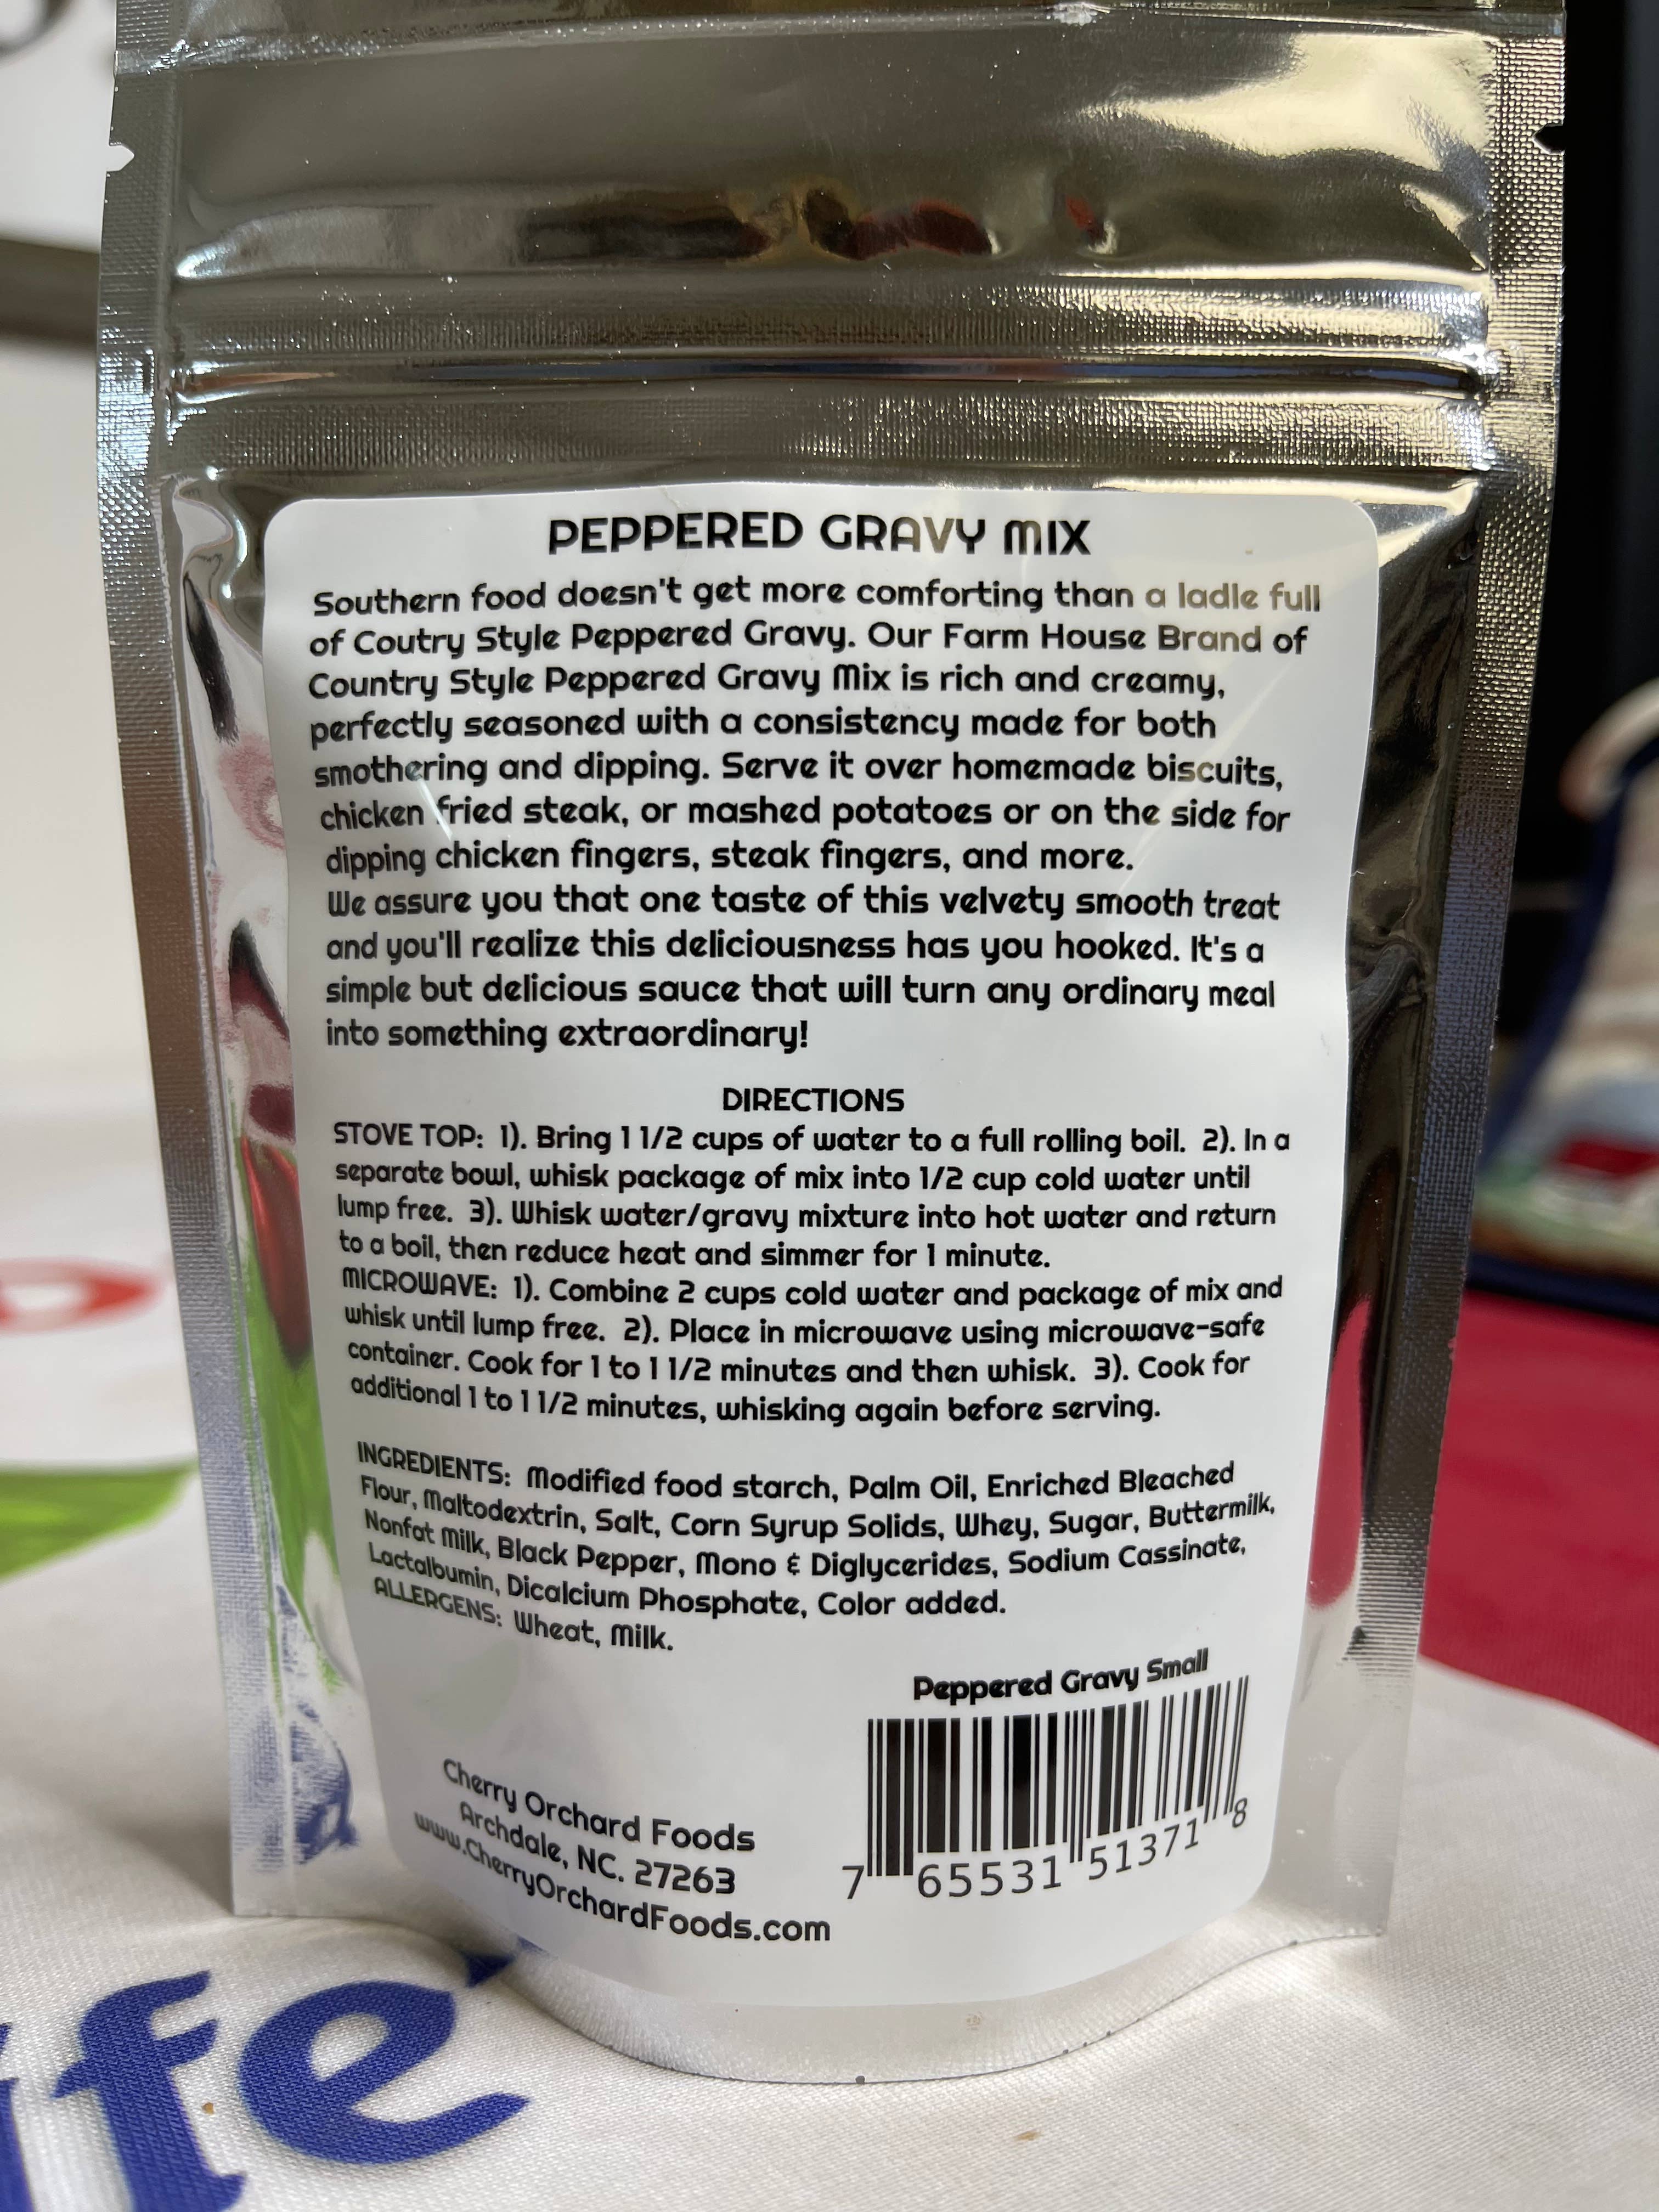 PEPPERED GRAVY MIX
Southern food doesn't get more comforting than a ladle full
of Coutry Style Peppered Gravy. Our Farm House Brand of
Country Style Peppered Gravy Mix is rich and creamy,
perfectly seasoned with a consistency made for both
smothering and dipping. Serve it over homemade biscuits,
chicken fried steak, or mashed potatoes or on the side for
dipping chicken fingers, steak fingers, and more.
We assure you that one taste of this velvety smooth treat
and you'll realize this deliciousness has you hooked. It's a
simple but delicious sauce that will turn any ordinary meal
into something extraordinary!
DIRECTIONS
STOVE TOP: 1). Bring 1 1/2 cups of water to a full rolling boil. 2). In a
separate bowl, whisk package of mix into 1/2 cup cold water until
lump free. 3). Whisk water/gravy mixture into hot water and return
to a boil, then reduce heat and simmer for 1 minute.
MICROWAVE: 1). Combine 2 cups cold water and package of mix and
whisk until lump free. 2). Place in microwave using microwave-safe
container. Cook for 1 to 1 1/2 minutes and then whisk. 3). Cook for
additional 1 to 1 1/2 minutes, whisking again before serving.
INGREDIENTS: Modified food starch, Palm Oil, Enriched Bleached
Flour, Maltodextrin, Salt, Corn Syrup Solids, Whey, Sugar, Buttermilk,
Nonfat Milk, Black Pepper, Mono & Diglycerides, Sodium Cassinate,
Lactalbumin, Dicalcium Phosphate, Color added.
ALLERGENS: Wheat, Milk.
Peppered Gravy Small
7 65531 51371 8
Cherry Orchard Foods
Archdale, NC. 27263
www.CherryOrchardFoods.com